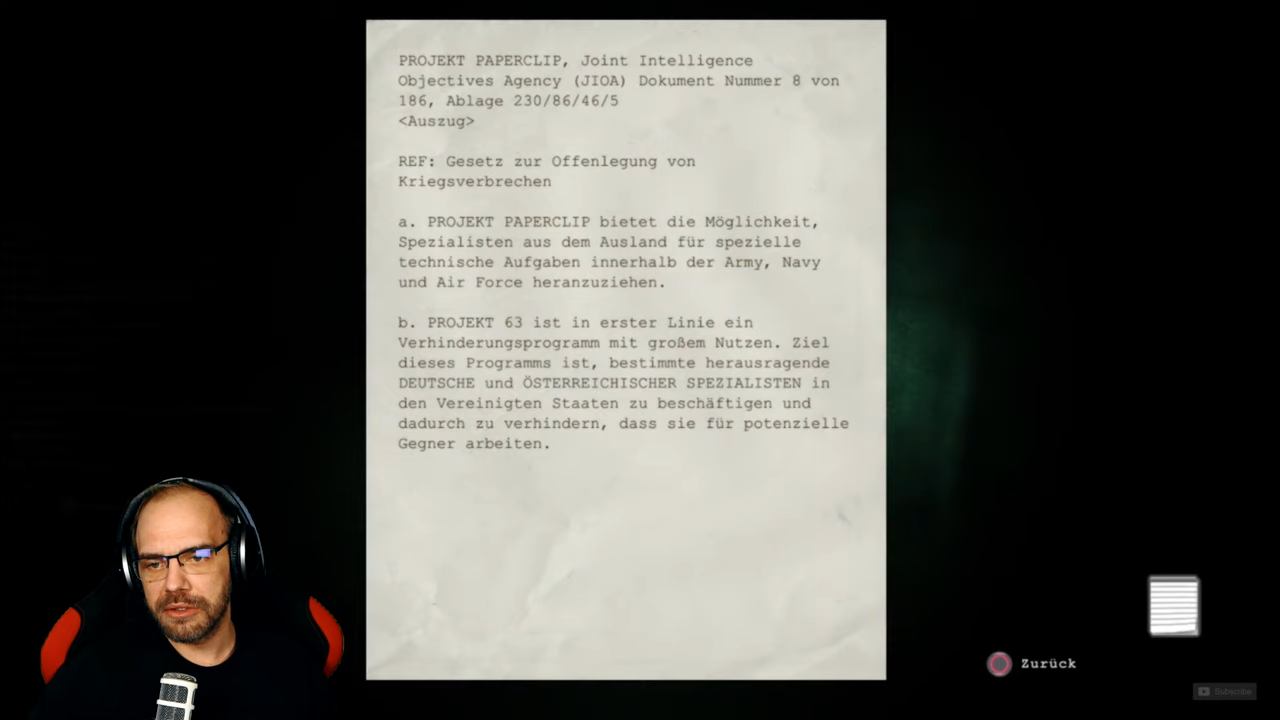 PROJEKT PAPERCLIP, Joint Intelligence
Objectives Agency (JIOA) Dokument Nummer 8 von
186, Ablage 230/86/46/5
<Auszug>
REF: Gesetz zur Offenlegung von
Kriegsverbrechen
a. PROJEKT PAPERCLIP bietet die Möglichkeit,
Spezialisten aus dem Ausland für spezielle
technische Aufgaben innerhalb der Army, Navy
und Air Force heranzuziehen.
b. PROJEKT 63 ist in erster Linie ein
Verhinderungsprogramm mit großem Nutzen. Ziel
dieses Programms ist, bestimmte herausragende
DEUTSCHE und ÖSTERREICHISCHER SPEZIALISTEN in
den Vereinigten Staaten zu beschäftigen und
dadurch zu verhindern, dass sie für potenzielle
Gegner arbeiten.
Zurück
Subscribe